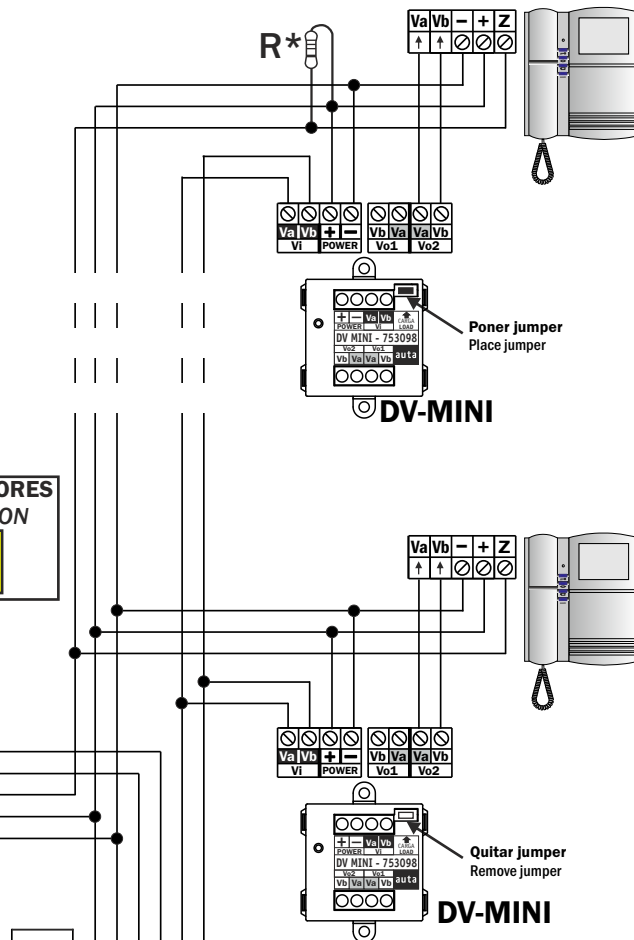 R*
Va Vb – + Z
Va Vb + –
Vi POWER
Vb Va Va Vb
Vo1 Vo2
+ – Va Vb
POWER Vi
CARGA
LOAD
DV MINI - 753098
Vo2 Vo1
Vb Va Va Vb
auta
Poner jumper
Place jumper
DV-MINI
ORES
ON
Va Vb – + Z
Va Vb + –
Vi POWER
Vb Va Va Vb
Vo1 Vo2
+ – Va Vb
POWER Vi
CARGA
LOAD
DV MINI - 753098
Vo2 Vo1
Vb Va Va Vb
auta
Quitar jumper
Remove jumper
DV-MINI